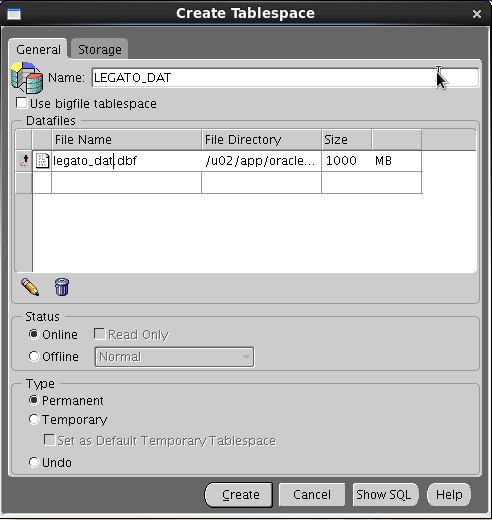 Create Tablespace
General Storage
Name: LEGATO_DAT
Use bigfile tablespace
Datafiles
File Name File Directory Size
legato_dat.dbf /u02/app/oracle... 1000 MB
Status
Online Read Only
Offline Normal
Type
Permanent
Temporary
Set as Default Temporary Tablespace
Undo
Create Cancel Show SQL Help